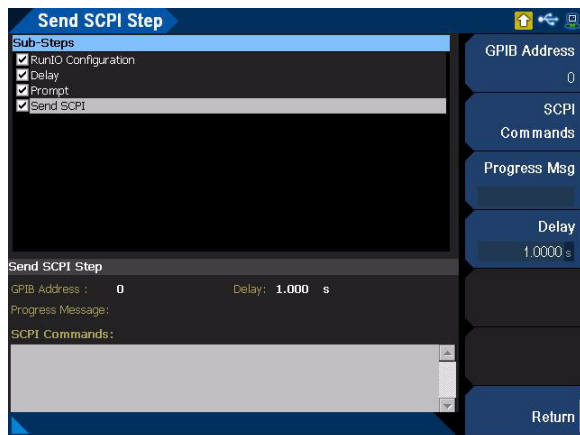 Send SCPI Step
Sub-Steps
RunIO Configuration
Delay
Prompt
Send SCPI
GPIB Address
0
SCPI
Commands
Progress Msg
Delay
1.0000 s
Send SCPI Step
GPIB Address : 0 Delay: 1.000 s
Progress Message:
SCPI Commands:
Return